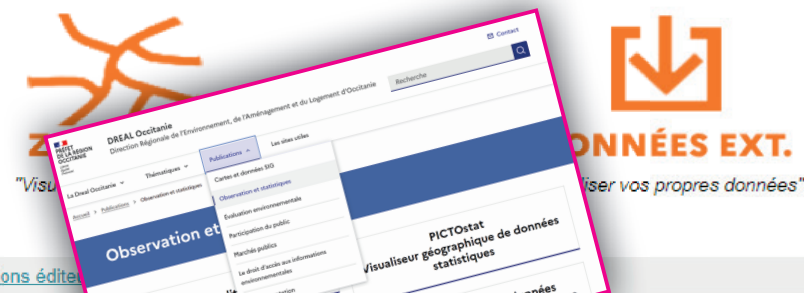 Contact
PRÉFET
DE LA RÉGION
OCCITANIE
DREAL Occitanie
Direction Régionale de l'Environnement, de l'Aménagement et du Logement d'Occitanie
Recherche
La Dreal Occitanie
Thématiques
Publications
Les sites utiles
Accueil > Publications > Observation et statistiques
Cartes et données SIG
Observation et statistiques
Évaluation environnementale
Participation du public
Marchés publics
Le droit d'accès aux informations
environnementales
Observation et
PICTOstat
Visualiseur géographique de données
statistiques
Z
ONNÉES EXT.
"Visu
iser vos propres données"
ons édite